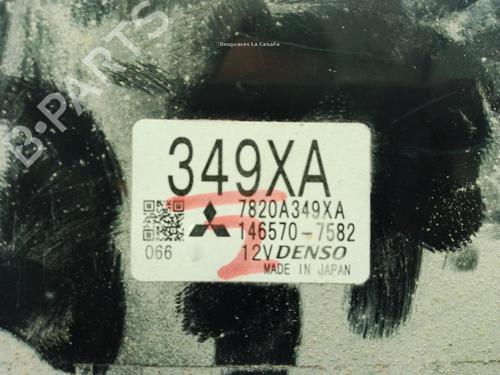 Desguaces La Cabaña
B-PARTS
349XA
7820A349XA
146570-7582
066
12V DENSO
MADE IN JAPAN